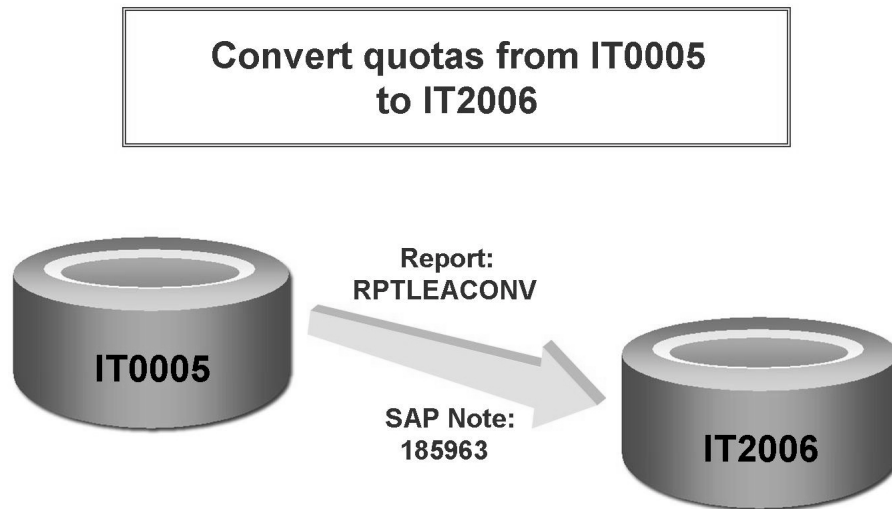 Convert quotas from IT0005
to IT2006
Report:
RPTLEACONV
IT0005
SAP Note:
185963
IT2006